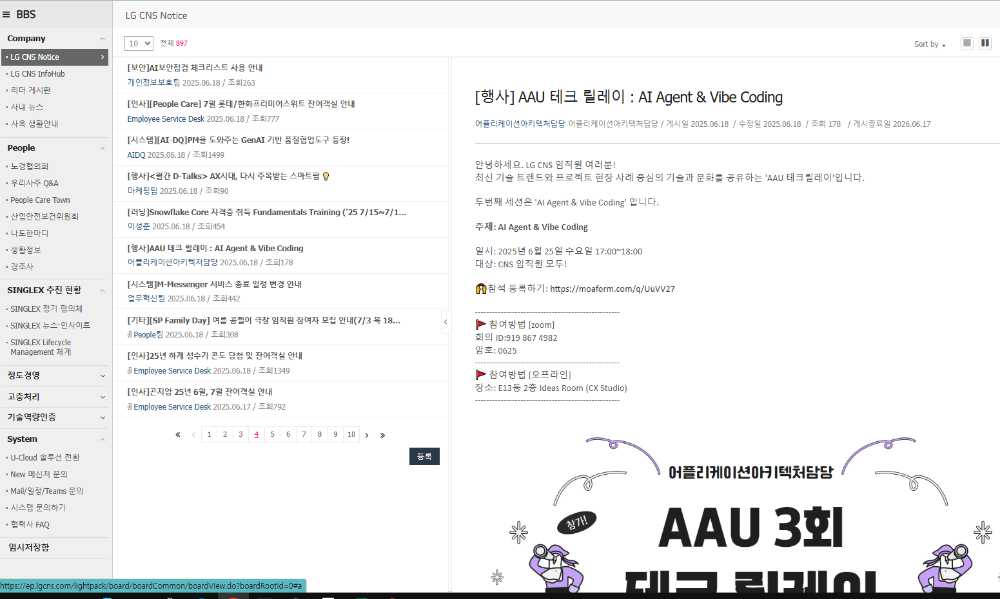 BBS
Company
LG CNS Notice
LG CNS InfoHub
리더 게시판
사내 뉴스
사옥 생활안내
People
노경협의회
우리사주 Q&A
People Care Town
산업안전보건위원회
나도한마디
생활정보
경조사
SINGLEX 추진 현황
SINGLEX 정기 협의체
SINGLEX 뉴스·인사이트
SINGLEX Lifecycle
Management 체계
정도경영
고충처리
기술역량인증
System
U-Cloud 솔루션 전환
New 메신저 문의
Mail/일정/Teams 문의
시스템 문의하기
협력사 FAQ
임시저장함
https://ep.lgcns.com/lightpack/board/boardCommon/boardView.do?boardRootId=0#a
LG CNS Notice
10 전체 897
Sort by
[보안]AI보안점검 체크리스트 사용 안내
개인정보보호팀 2025.06.18 / 조회263
[인사][People Care] 7월 롯데/한화프리미어스위트 잔여객실 안내
Employee Service Desk 2025.06.18 / 조회777
[시스템][AI-DQ]PM을 도와주는 GenAI 기반 품질협업도구 등장!
AIDQ 2025.06.18 / 조회1499
[행사]<월간 D-Talks> AX시대, 다시 주목받는 스마트팜
마케팅팀 2025.06.18 / 조회90
[러닝]Snowflake Core 자격증 취득 Fundamentals Training ('25 7/15~7/1...
이성준 2025.06.18 / 조회454
[행사]AAU 테크 릴레이 : AI Agent & Vibe Coding
어플리케이션아키텍처담당 2025.06.18 / 조회178
[시스템]M-Messenger 서비스 종료 일정 변경 안내
업무혁신팀 2025.06.18 / 조회442
[기타][SP Family Day] 여름 공짤이 극장 임직원 참여자 모집 안내(7/3 목 18...
People팀 2025.06.18 / 조회308
[인사]25년 하계 성수기 콘도 당첨 및 잔여객실 안내
Employee Service Desk 2025.06.18 / 조회1349
[인사]곤지암 25년 6월, 7월 잔여객실 안내
Employee Service Desk 2025.06.17 / 조회792
« ‹ 1 2 3 4 5 6 7 8 9 10 › »
등록
[행사] AAU 테크 릴레이 : AI Agent & Vibe Coding
어플리케이션아키텍처담당 어플리케이션아키텍처담당 / 게시일 2025.06.18 / 수정일 2025.06.18 / 조회 178 / 게시종료일 2026.06.17
안녕하세요. LG CNS 임직원 여러분!
최신 기술 트렌드와 프로젝트 현장 사례 중심의 기술과 문화를 공유하는 'AAU 테크릴레이'입니다.
두번째 세션은 'AI Agent & Vibe Coding' 입니다.
주제: AI Agent & Vibe Coding
일시: 2025년 6월 25일 수요일 17:00~18:00
대상: CNS 임직원 모두!
참석 등록하기: https://moaform.com/q/UuVV27
--------------------------------------------------
참여방법 [zoom]
회의 ID:919 867 4982
암호: 0625
--------------------------------------------------
참여방법 [오프라인]
장소: E13동 2층 Ideas Room (CX Studio)
--------------------------------------------------
어플리케이션아키텍처담당
참가!
AAU 3회
테크 릴레이